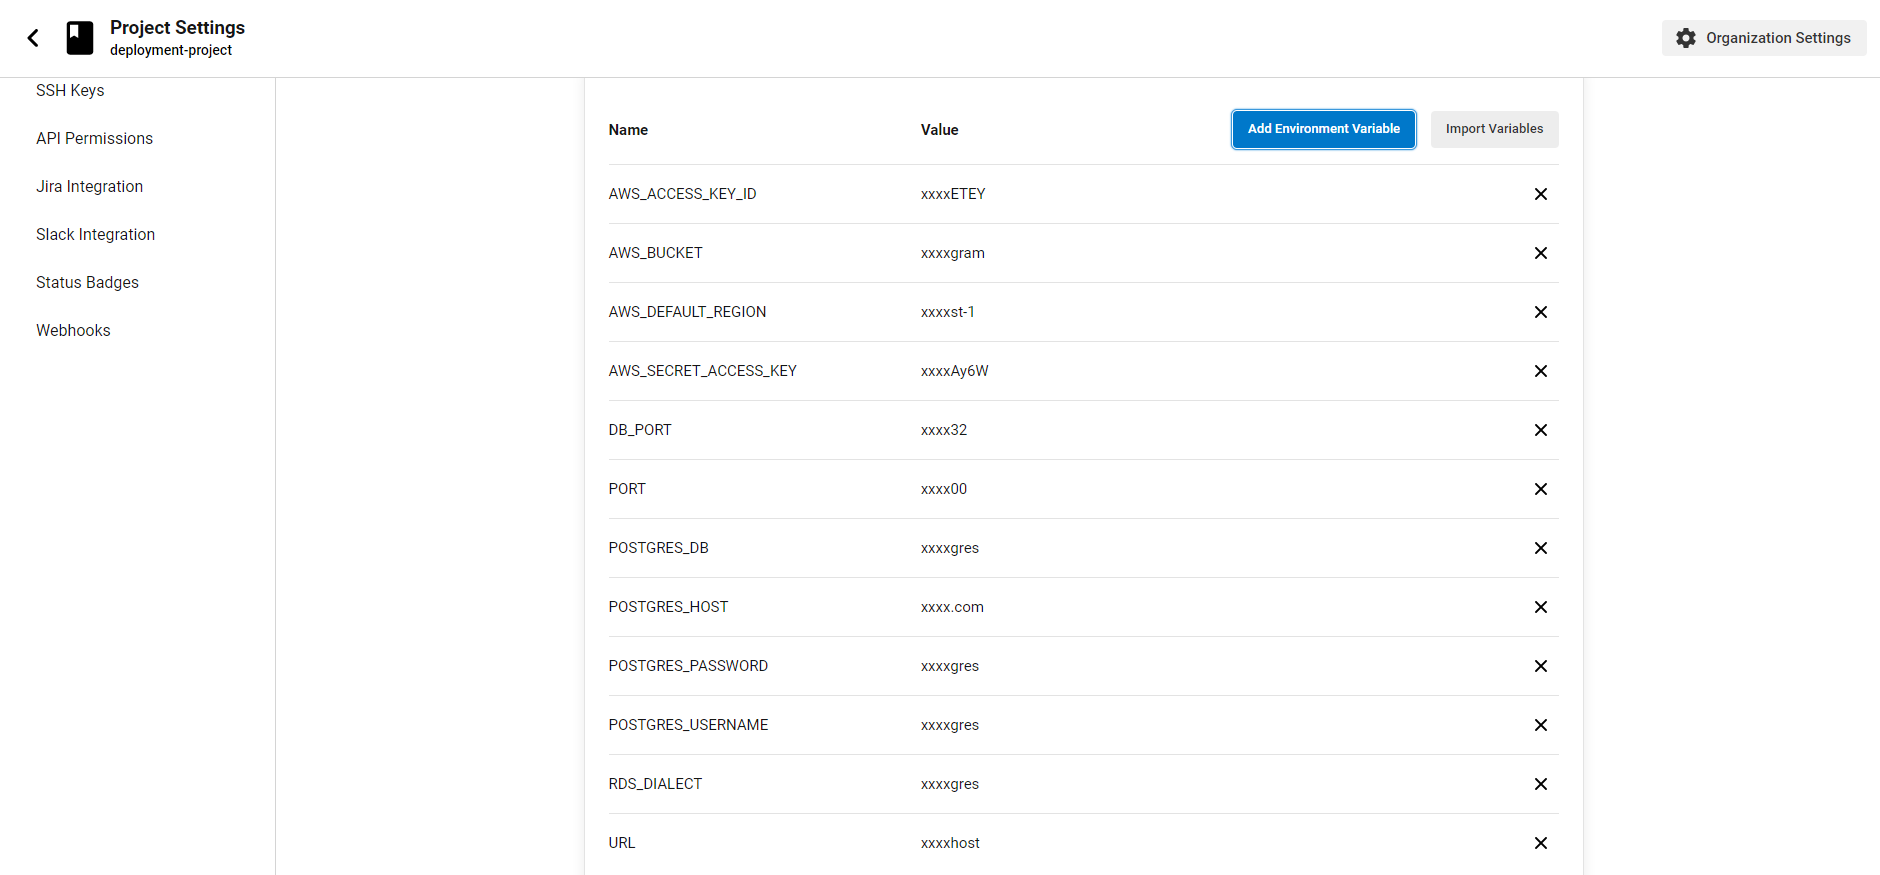 Project Settings
deployment-project
Organization Settings
SSH Keys
API Permissions
Jira Integration
Slack Integration
Status Badges
Webhooks
Name Value Add Environment Variable Import Variables
AWS_ACCESS_KEY_ID xxxxETEY
AWS_BUCKET xxxxgram
AWS_DEFAULT_REGION xxxxst-1
AWS_SECRET_ACCESS_KEY xxxxAy6W
DB_PORT xxxx32
PORT xxxx00
POSTGRES_DB xxxxgres
POSTGRES_HOST xxxx.com
POSTGRES_PASSWORD xxxxgres
POSTGRES_USERNAME xxxxgres
RDS_DIALECT xxxxgres
URL xxxxhost